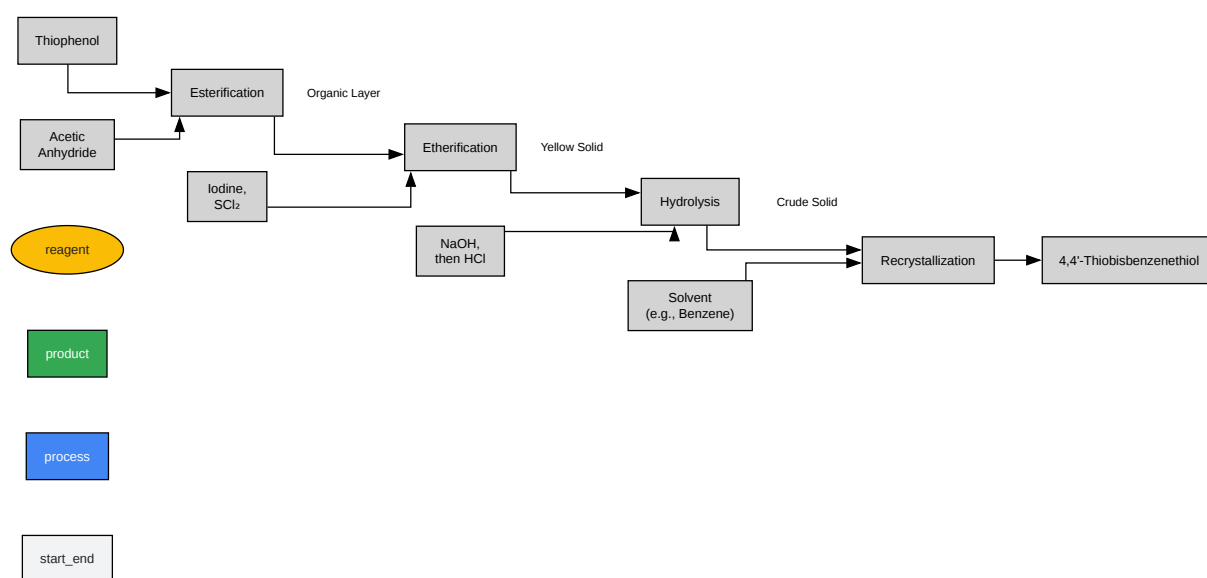 Thiophenol
Esterification
Organic Layer
Acetic
Anhydride
Etherification
Yellow Solid
Iodine,
SCl₂
Hydrolysis
Crude Solid
NaOH,
then HCl
Recrystallization
4,4'-Thiobisbenzenethiol
Solvent
(e.g., Benzene)
reagent
product
process
start_end